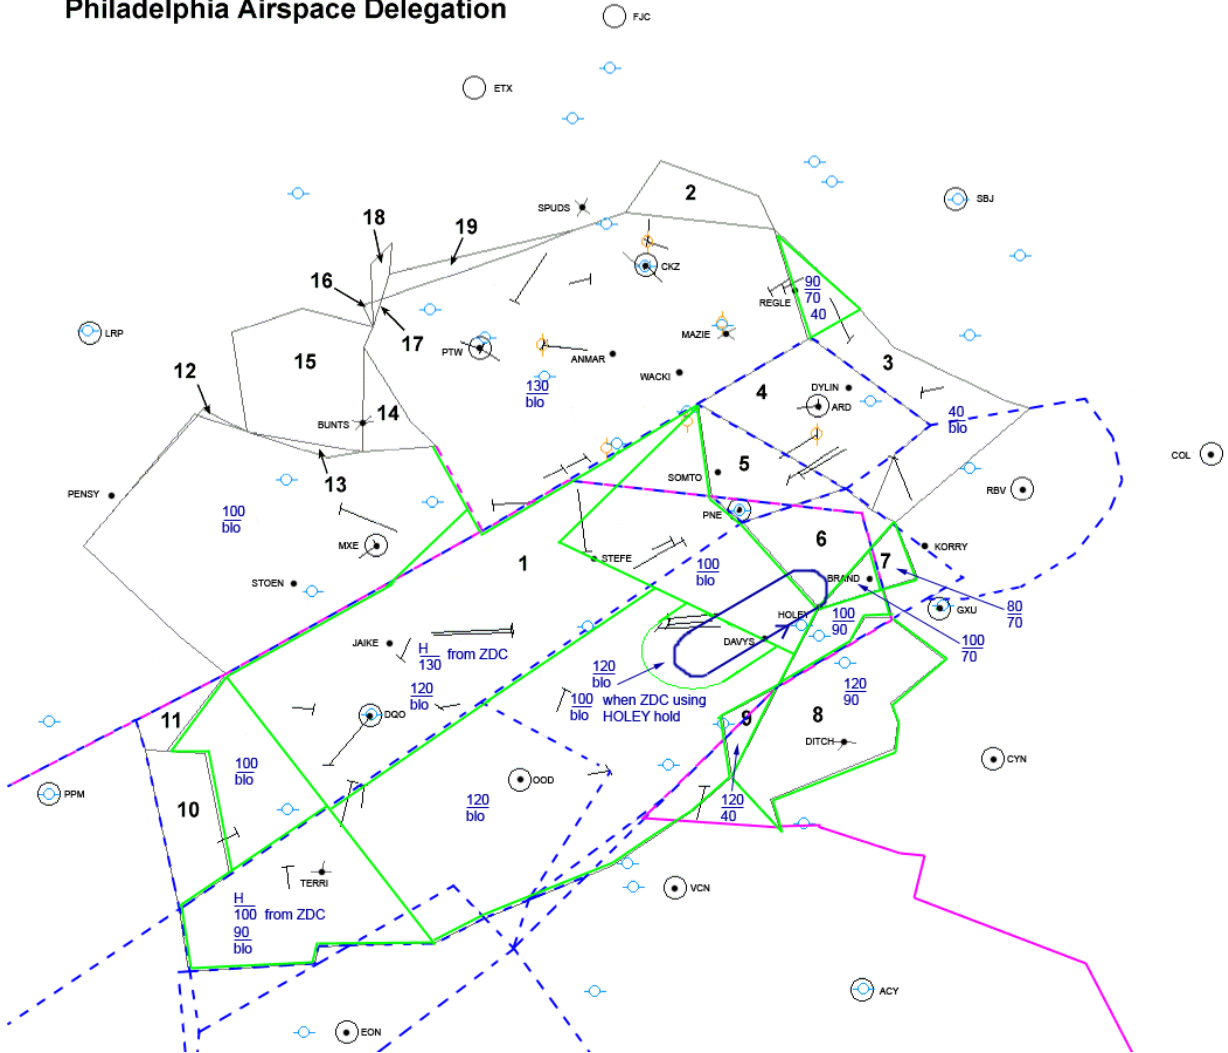 Philadelphia Airspace Delegation
FJC
ETX
2
SBJ
SPUDS
18
19
CKZ
16
90
70
40
REGLE
LRP
17
MAZIE
PTW
ANMAR
3
15
WACKI
12
130
blo
4
DYLIN
ARD
14
40
blo
BUNTS
COL
13
5
SOMTO
RBV
PENSY
100
blo
PNE
6
MXE
KORRY
STEFE
1
7
100
blo
BRAND
STOEN
80
70
GXU
HOLEY
100
90
JAIKE
DAVYS
100
70
H
130 from ZDC
120
blo
120
blo
120
90
100 when ZDC using
blo HOLEY hold
11
DQO
9
8
DITCH
100
blo
CYN
PPM
OOD
10
120
blo
120
40
TERRI
VCN
H
100 from ZDC
90
blo
ACY
EON